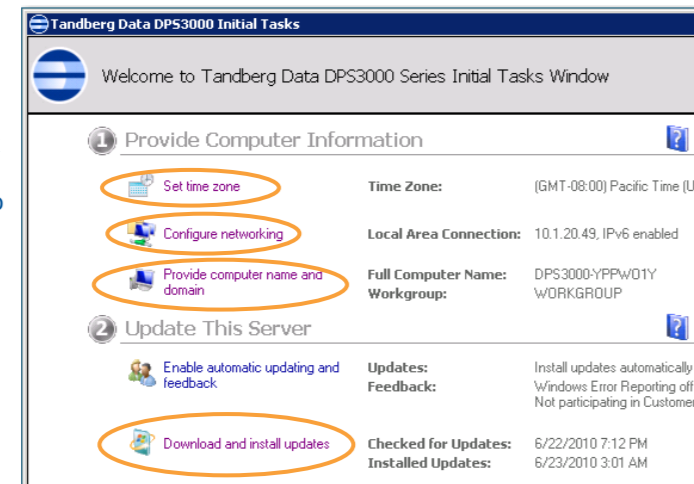 Tandberg Data DPS3000 Initial Tasks
Welcome to Tandberg Data DPS3000 Series Initial Tasks Window
1 Provide Computer Information
Set time zone Time Zone: (GMT-08:00) Pacific Time (U
Configure networking Local Area Connection: 10.1.20.49, IPv6 enabled
Provide computer name and Full Computer Name: DPS3000-YPPWO1Y
domain Workgroup: WORKGROUP
2 Update This Server
Enable automatic updating and Updates: Install updates automatically
feedback Feedback: Windows Error Reporting off
Not participating in Customer
Download and install updates Checked for Updates: 6/22/2010 7:12 PM
Installed Updates: 6/23/2010 3:01 AM